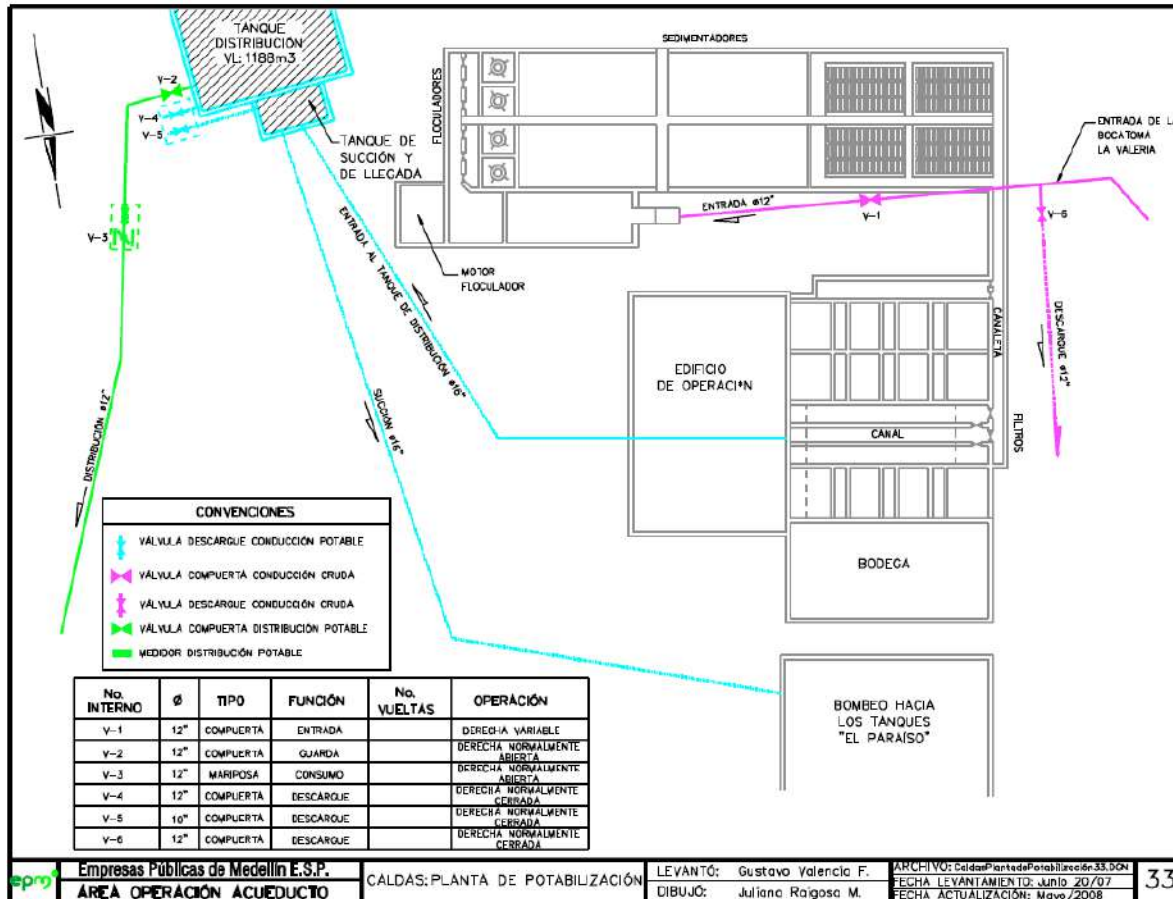 TANQUE
DISTRIBUCIÓN
VL: 1188m3
V-2
V-4
V-5
V-3
TANQUE DE
SUCCIÓN Y
DE LLEGADA
SEDIMENTADORES
FLOCULADORES
MOTOR
FLOCULADOR
ENTRADA ø12"
V-1
ENTRADA DE LA
BOCATOMA
LA VALERIA
V-6
DESCARGUE ø12"
ENTRADA AL TANQUE DE DISTRIBUCIÓN ø16"
SUCCIÓN ø16"
DISTRIBUCIÓN ø12"
EDIFICIO
DE OPERACI*N
CANAL
CANALETA
FILTROS
BODEGA
BOMBEO HACIA
LOS TANQUES
"EL PARAÍSO"
CONVENCIONES
VÁLVULA DESCARGUE CONDUCCIÓN POTABLE
VÁLVULA COMPUERTA CONDUCCIÓN CRUDA
VÁLVULA DESCARGUE CONDUCCIÓN CRUDA
VÁLVULA COMPUERTA DISTRIBUCIÓN POTABLE
MEDIDOR DISTRIBUCIÓN POTABLE
No. INTERNO Ø TIPO FUNCIÓN No. VUELTAS OPERACIÓN
V-1 12" COMPUERTA ENTRADA DERECHA VARIABLE
V-2 12" COMPUERTA GUARDA DERECHA NORMALMENTE ABIERTA
V-3 12" MARIPOSA CONSUMO DERECHA NORMALMENTE ABIERTA
V-4 12" COMPUERTA DESCARGUE DERECHA NORMALMENTE CERRADA
V-5 10" COMPUERTA DESCARGUE DERECHA NORMALMENTE CERRADA
V-6 12" COMPUERTA DESCARGUE DERECHA NORMALMENTE CERRADA
epm
Empresas Públicas de Medellín E.S.P.
AREA OPERACIÓN ACUEDUCTO
CALDAS: PLANTA DE POTABILIZACIÓN
LEVANTÓ: Gustavo Valencia F.
DIBUJÓ: Juliana Raigosa M.
ARCHIVO: CaldasPlantadePotabilización33.DGN
FECHA LEVANTAMIENTO: Junio 20/07
FECHA ACTUALIZACIÓN: Mayo/2008
33